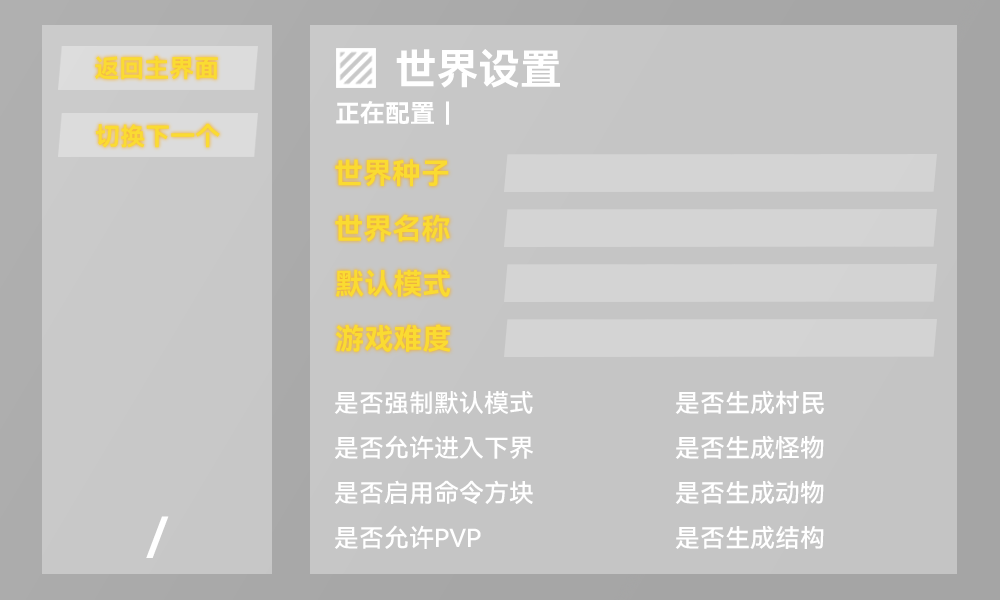 返回主界面
切换下一个
/
世界设置
正在配置 |
世界种子
世界名称
默认模式
游戏难度
是否强制默认模式 是否生成村民
是否允许进入下界 是否生成怪物
是否启用命令方块 是否生成动物
是否允许PVP 是否生成结构